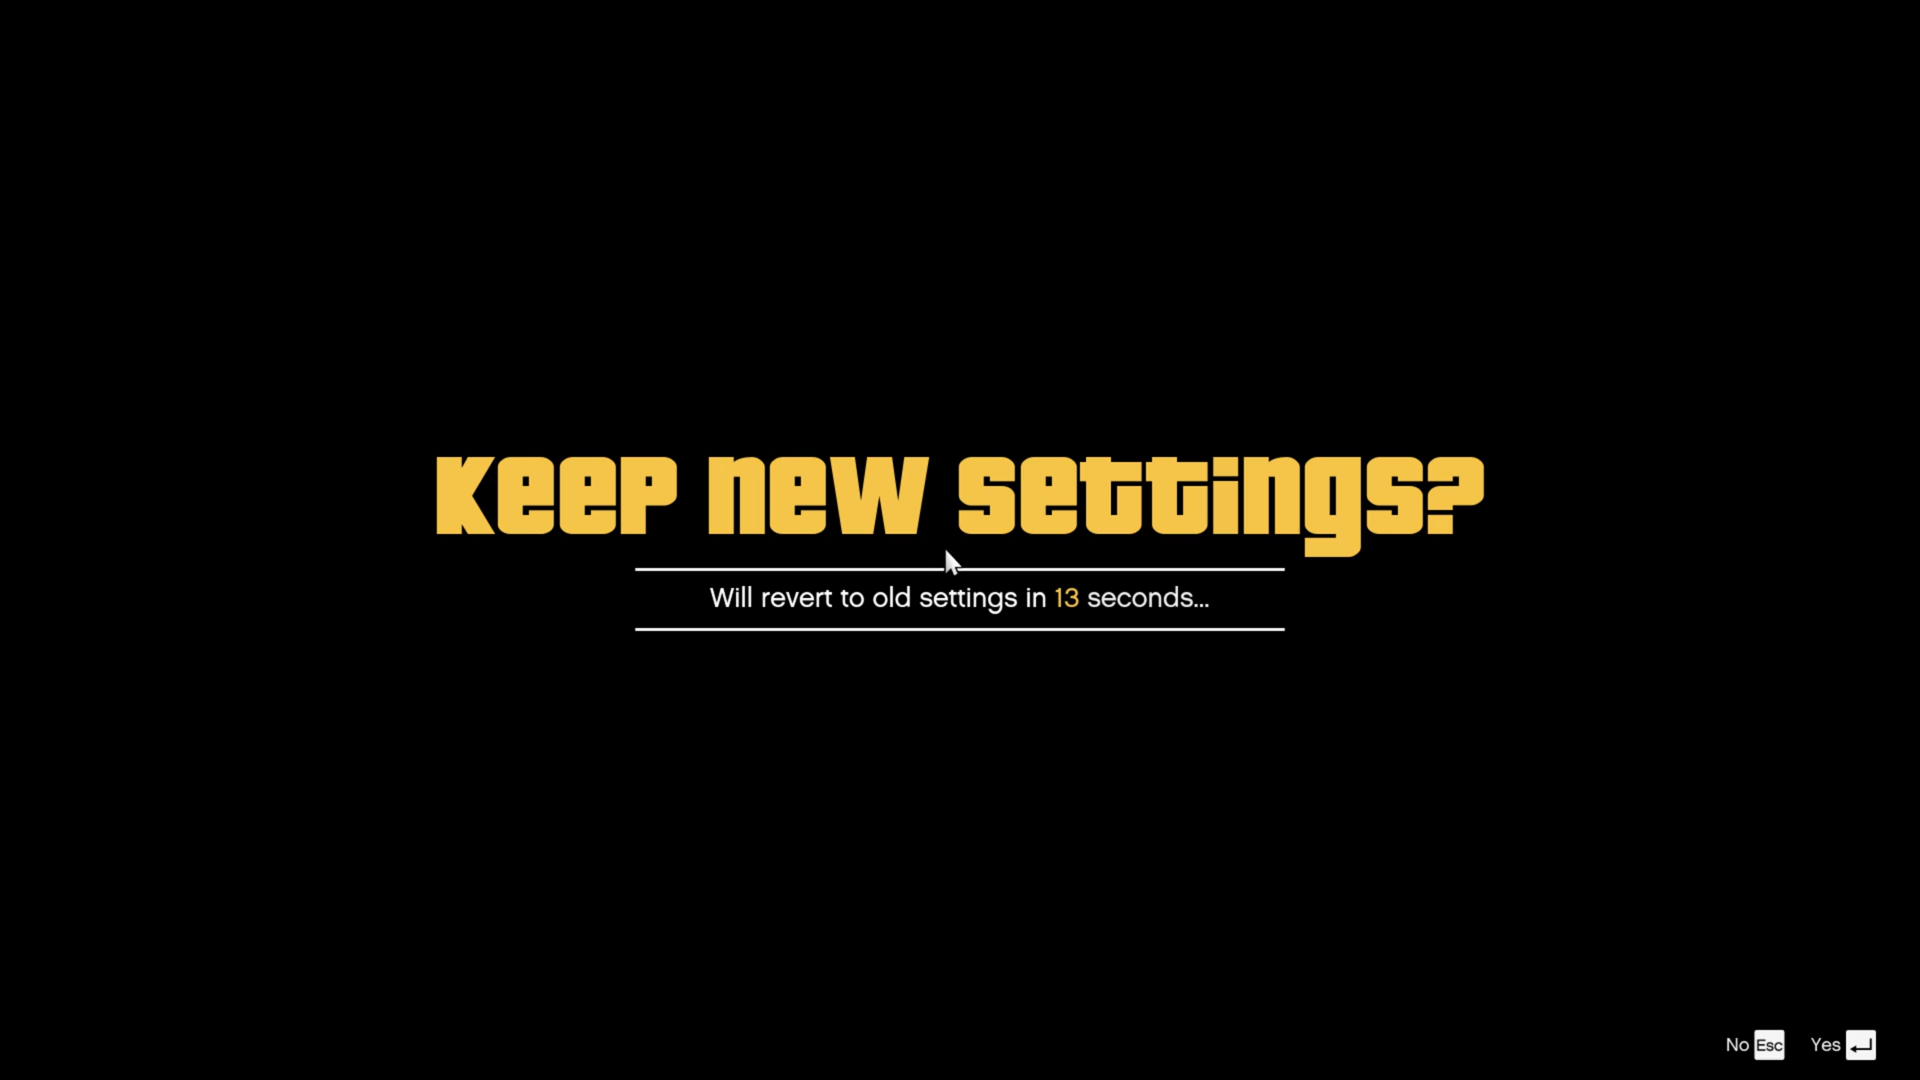 Keep new settings?
Will revert to old settings in 13 seconds...
No Esc Yes